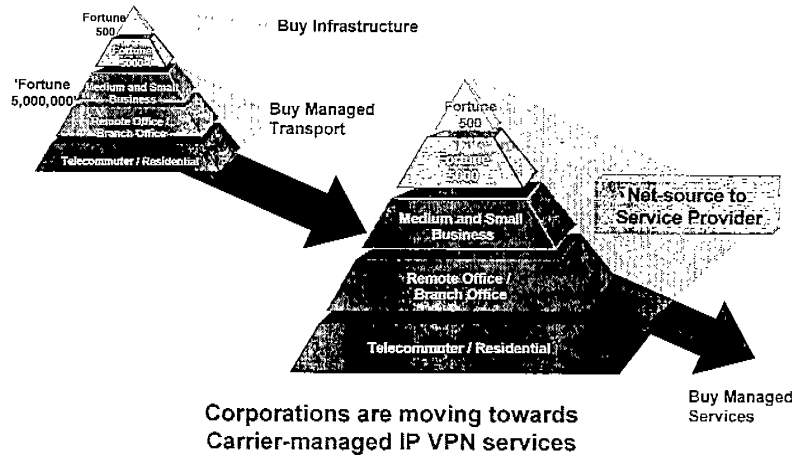 Fortune
500
Buy Infrastructure
Fortune
5000
'Fortune
5,000,000'
Medium and Small
Business
Buy Managed
Transport
Remote Office /
Branch Office
Telecommuter / Residential
Fortune
500
Fortune
5000
Net-source to
Service Provider
Medium and Small
Business
Remote Office /
Branch Office
Telecommuter / Residential
Buy Managed
Services
Corporations are moving towards
Carrier-managed IP VPN services